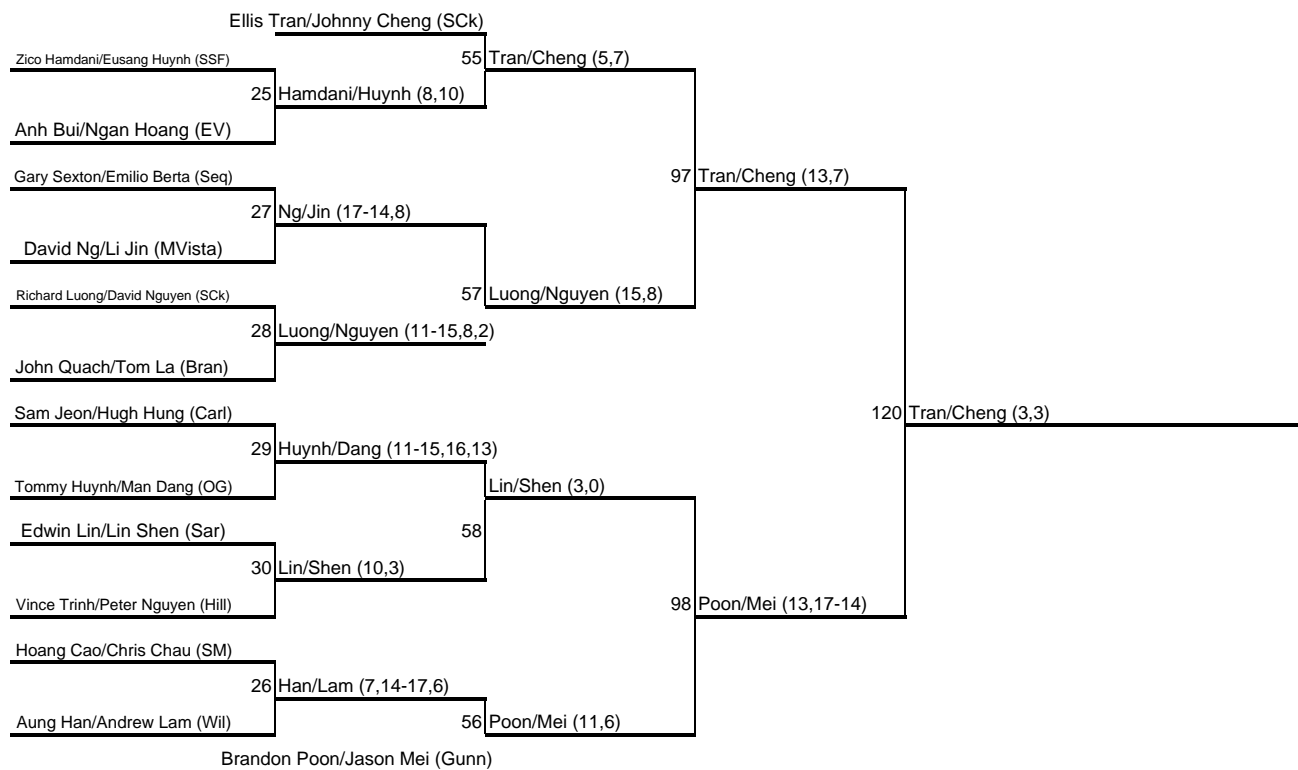 Ellis Tran/Johnny Cheng (SCk)
Zico Hamdani/Eusang Huynh (SSF)
55 Tran/Cheng (5,7)
25 Hamdani/Huynh (8,10)
Anh Bui/Ngan Hoang (EV)
Gary Sexton/Emilio Berta (Seq)
97 Tran/Cheng (13,7)
27 Ng/Jin (17-14,8)
David Ng/Li Jin (MVista)
Richard Luong/David Nguyen (SCk)
57 Luong/Nguyen (15,8)
28 Luong/Nguyen (11-15,8,2)
John Quach/Tom La (Bran)
Sam Jeon/Hugh Hung (Carl)
120 Tran/Cheng (3,3)
29 Huynh/Dang (11-15,16,13)
Tommy Huynh/Man Dang (OG)
Lin/Shen (3,0)
Edwin Lin/Lin Shen (Sar)
58
30 Lin/Shen (10,3)
Vince Trinh/Peter Nguyen (Hill)
98 Poon/Mei (13,17-14)
Hoang Cao/Chris Chau (SM)
26 Han/Lam (7,14-17,6)
Aung Han/Andrew Lam (Wil)
56 Poon/Mei (11,6)
Brandon Poon/Jason Mei (Gunn)